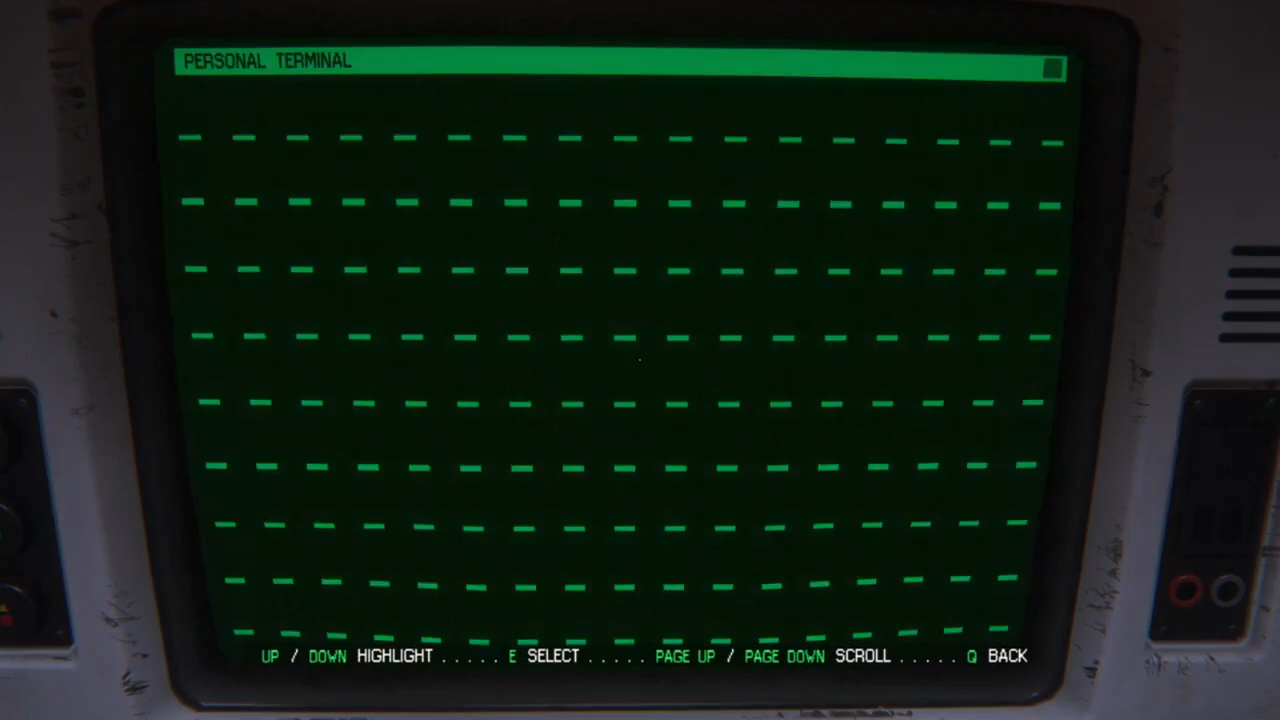 PERSONAL TERMINAL
UP / DOWN HIGHLIGHT ..... E SELECT ..... PAGE UP / PAGE DOWN SCROLL ..... Q BACK